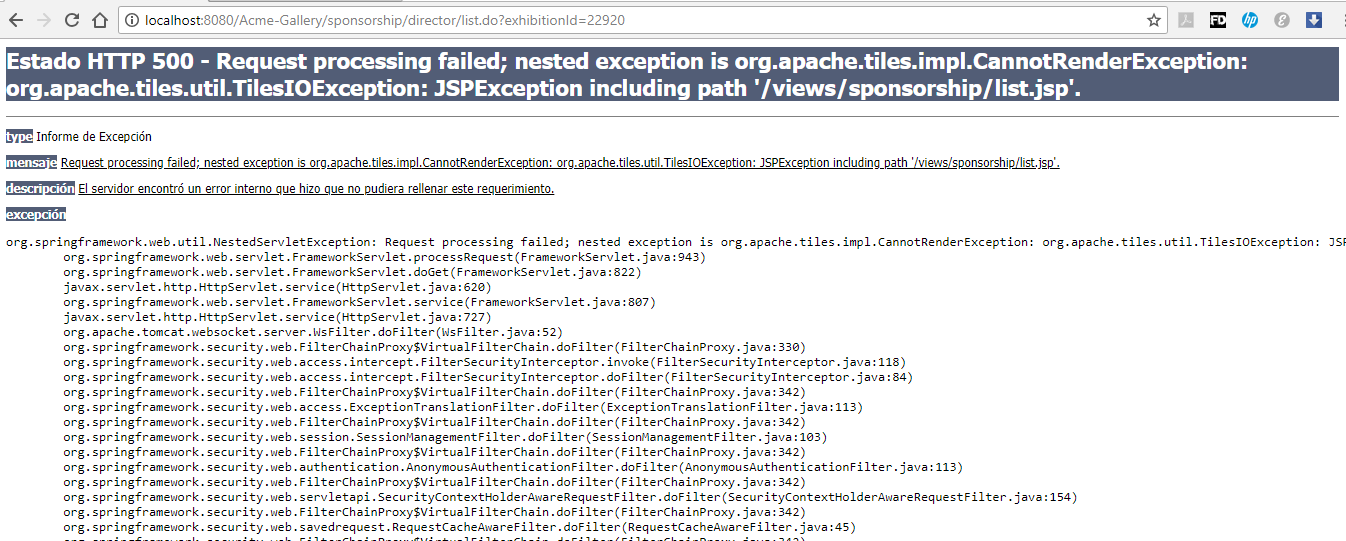 localhost:8080/Acme-Gallery/sponsorship/director/list.do?exhibitionId=22920
FD
hp
Estado HTTP 500 - Request processing failed; nested exception is org.apache.tiles.impl.CannotRenderException:
org.apache.tiles.util.TilesIOException: JSPException including path '/views/sponsorship/list.jsp'.
type Informe de Excepción
mensaje Request processing failed; nested exception is org.apache.tiles.impl.CannotRenderException: org.apache.tiles.util.TilesIOException: JSPException including path '/views/sponsorship/list.jsp'.
descripción El servidor encontró un error interno que hizo que no pudiera rellenar este requerimiento.
excepción
org.springframework.web.util.NestedServletException: Request processing failed; nested exception is org.apache.tiles.impl.CannotRenderException: org.apache.tiles.util.TilesIOException: JSP
org.springframework.web.servlet.FrameworkServlet.processRequest(FrameworkServlet.java:943)
org.springframework.web.servlet.FrameworkServlet.doGet(FrameworkServlet.java:822)
javax.servlet.http.HttpServlet.service(HttpServlet.java:620)
org.springframework.web.servlet.FrameworkServlet.service(FrameworkServlet.java:807)
javax.servlet.http.HttpServlet.service(HttpServlet.java:727)
org.apache.tomcat.websocket.server.WsFilter.doFilter(WsFilter.java:52)
org.springframework.security.web.FilterChainProxy$VirtualFilterChain.doFilter(FilterChainProxy.java:330)
org.springframework.security.web.access.intercept.FilterSecurityInterceptor.invoke(FilterSecurityInterceptor.java:118)
org.springframework.security.web.access.intercept.FilterSecurityInterceptor.doFilter(FilterSecurityInterceptor.java:84)
org.springframework.security.web.FilterChainProxy$VirtualFilterChain.doFilter(FilterChainProxy.java:342)
org.springframework.security.web.access.ExceptionTranslationFilter.doFilter(ExceptionTranslationFilter.java:113)
org.springframework.security.web.FilterChainProxy$VirtualFilterChain.doFilter(FilterChainProxy.java:342)
org.springframework.security.web.session.SessionManagementFilter.doFilter(SessionManagementFilter.java:103)
org.springframework.security.web.FilterChainProxy$VirtualFilterChain.doFilter(FilterChainProxy.java:342)
org.springframework.security.web.authentication.AnonymousAuthenticationFilter.doFilter(AnonymousAuthenticationFilter.java:113)
org.springframework.security.web.FilterChainProxy$VirtualFilterChain.doFilter(FilterChainProxy.java:342)
org.springframework.security.web.servletapi.SecurityContextHolderAwareRequestFilter.doFilter(SecurityContextHolderAwareRequestFilter.java:154)
org.springframework.security.web.FilterChainProxy$VirtualFilterChain.doFilter(FilterChainProxy.java:342)
org.springframework.security.web.savedrequest.RequestCacheAwareFilter.doFilter(RequestCacheAwareFilter.java:45)
org.springframework.security.web.FilterChainProxy$VirtualFilterChain.doFilter(FilterChainProxy.java:342)